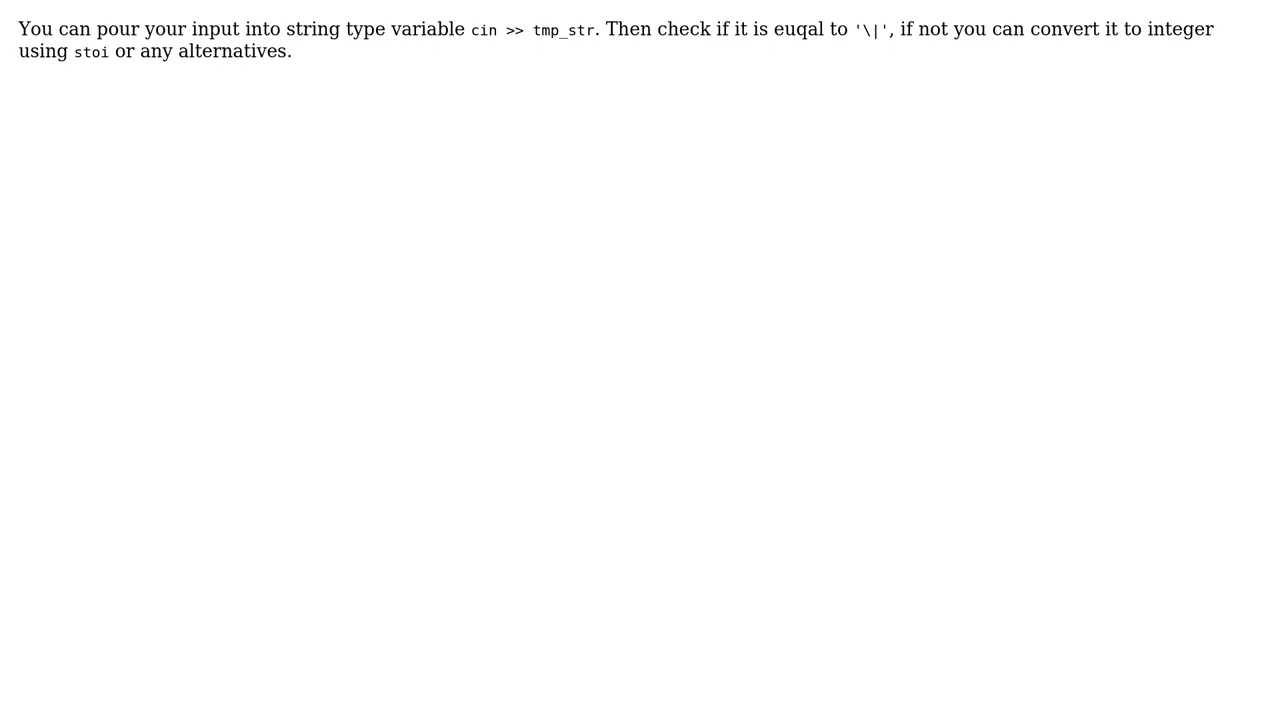 You can pour your input into string type variable cin >> tmp_str. Then check if it is euqal to '\|', if not you can convert it to integer
using stoi or any alternatives.